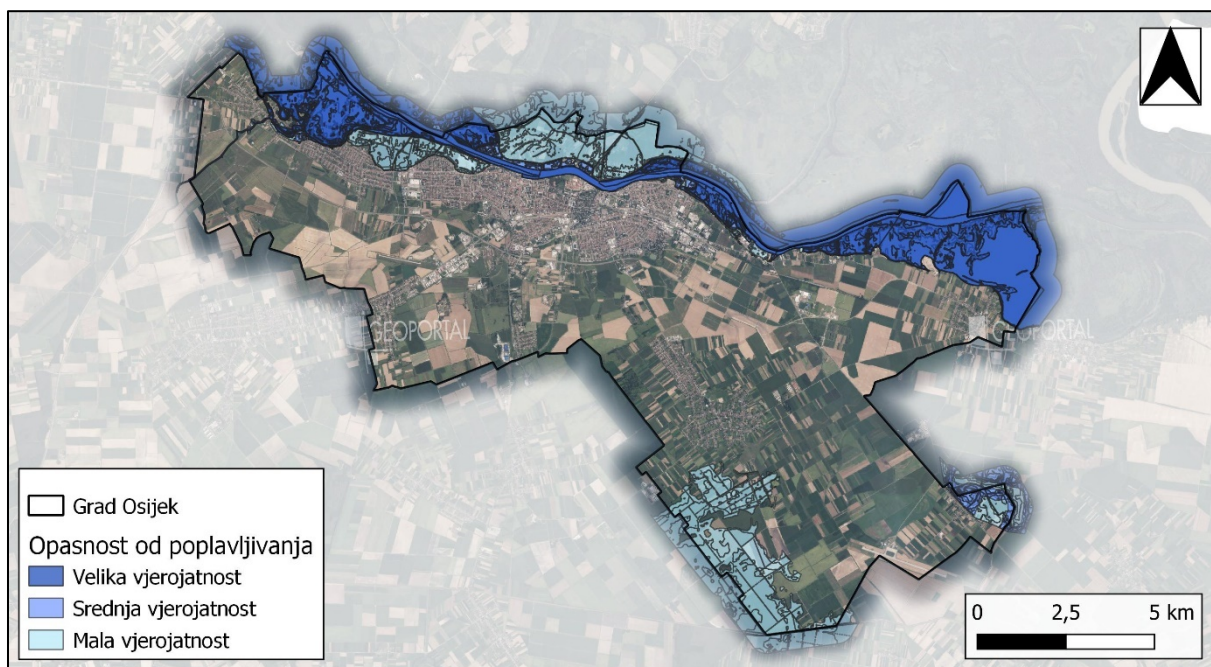 GEOPORTAL
GEOPORTAL
Grad Osijek
Opasnost od poplavljivanja
Velika vjerojatnost
Srednja vjerojatnost
Mala vjerojatnost
0 2,5 5 km